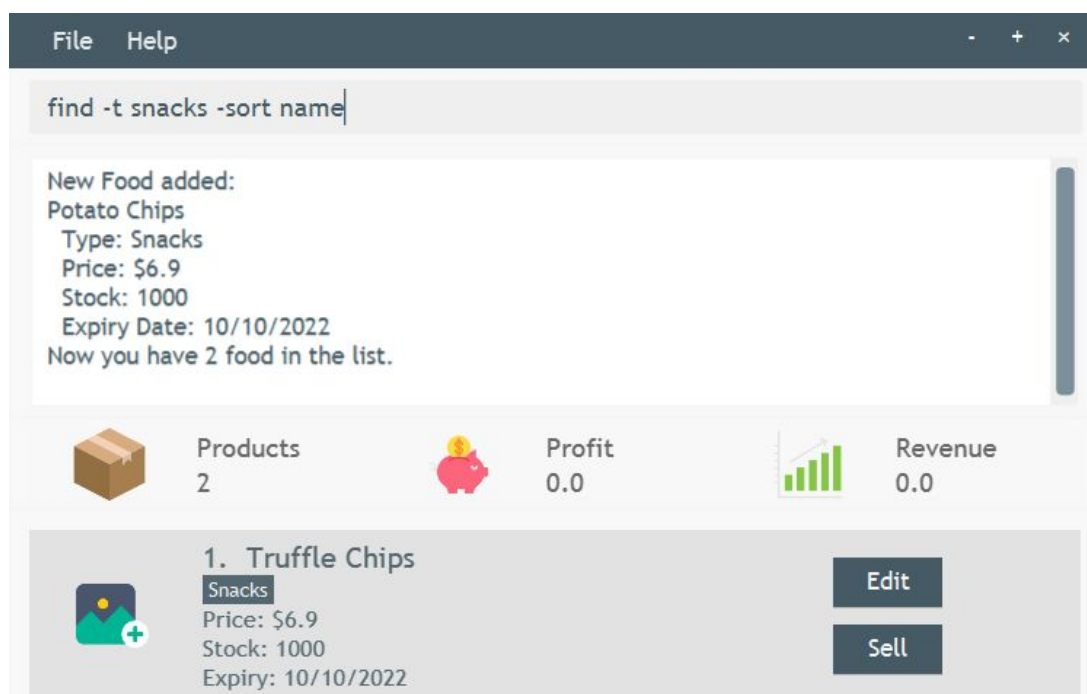 File Help - + ×
find -t snacks -sort name
New Food added:
Potato Chips
Type: Snacks
Price: $6.9
Stock: 1000
Expiry Date: 10/10/2022
Now you have 2 food in the list.
Products
2
Profit
0.0
Revenue
0.0
1. Truffle Chips
Snacks
Price: $6.9
Stock: 1000
Expiry: 10/10/2022
Edit
Sell